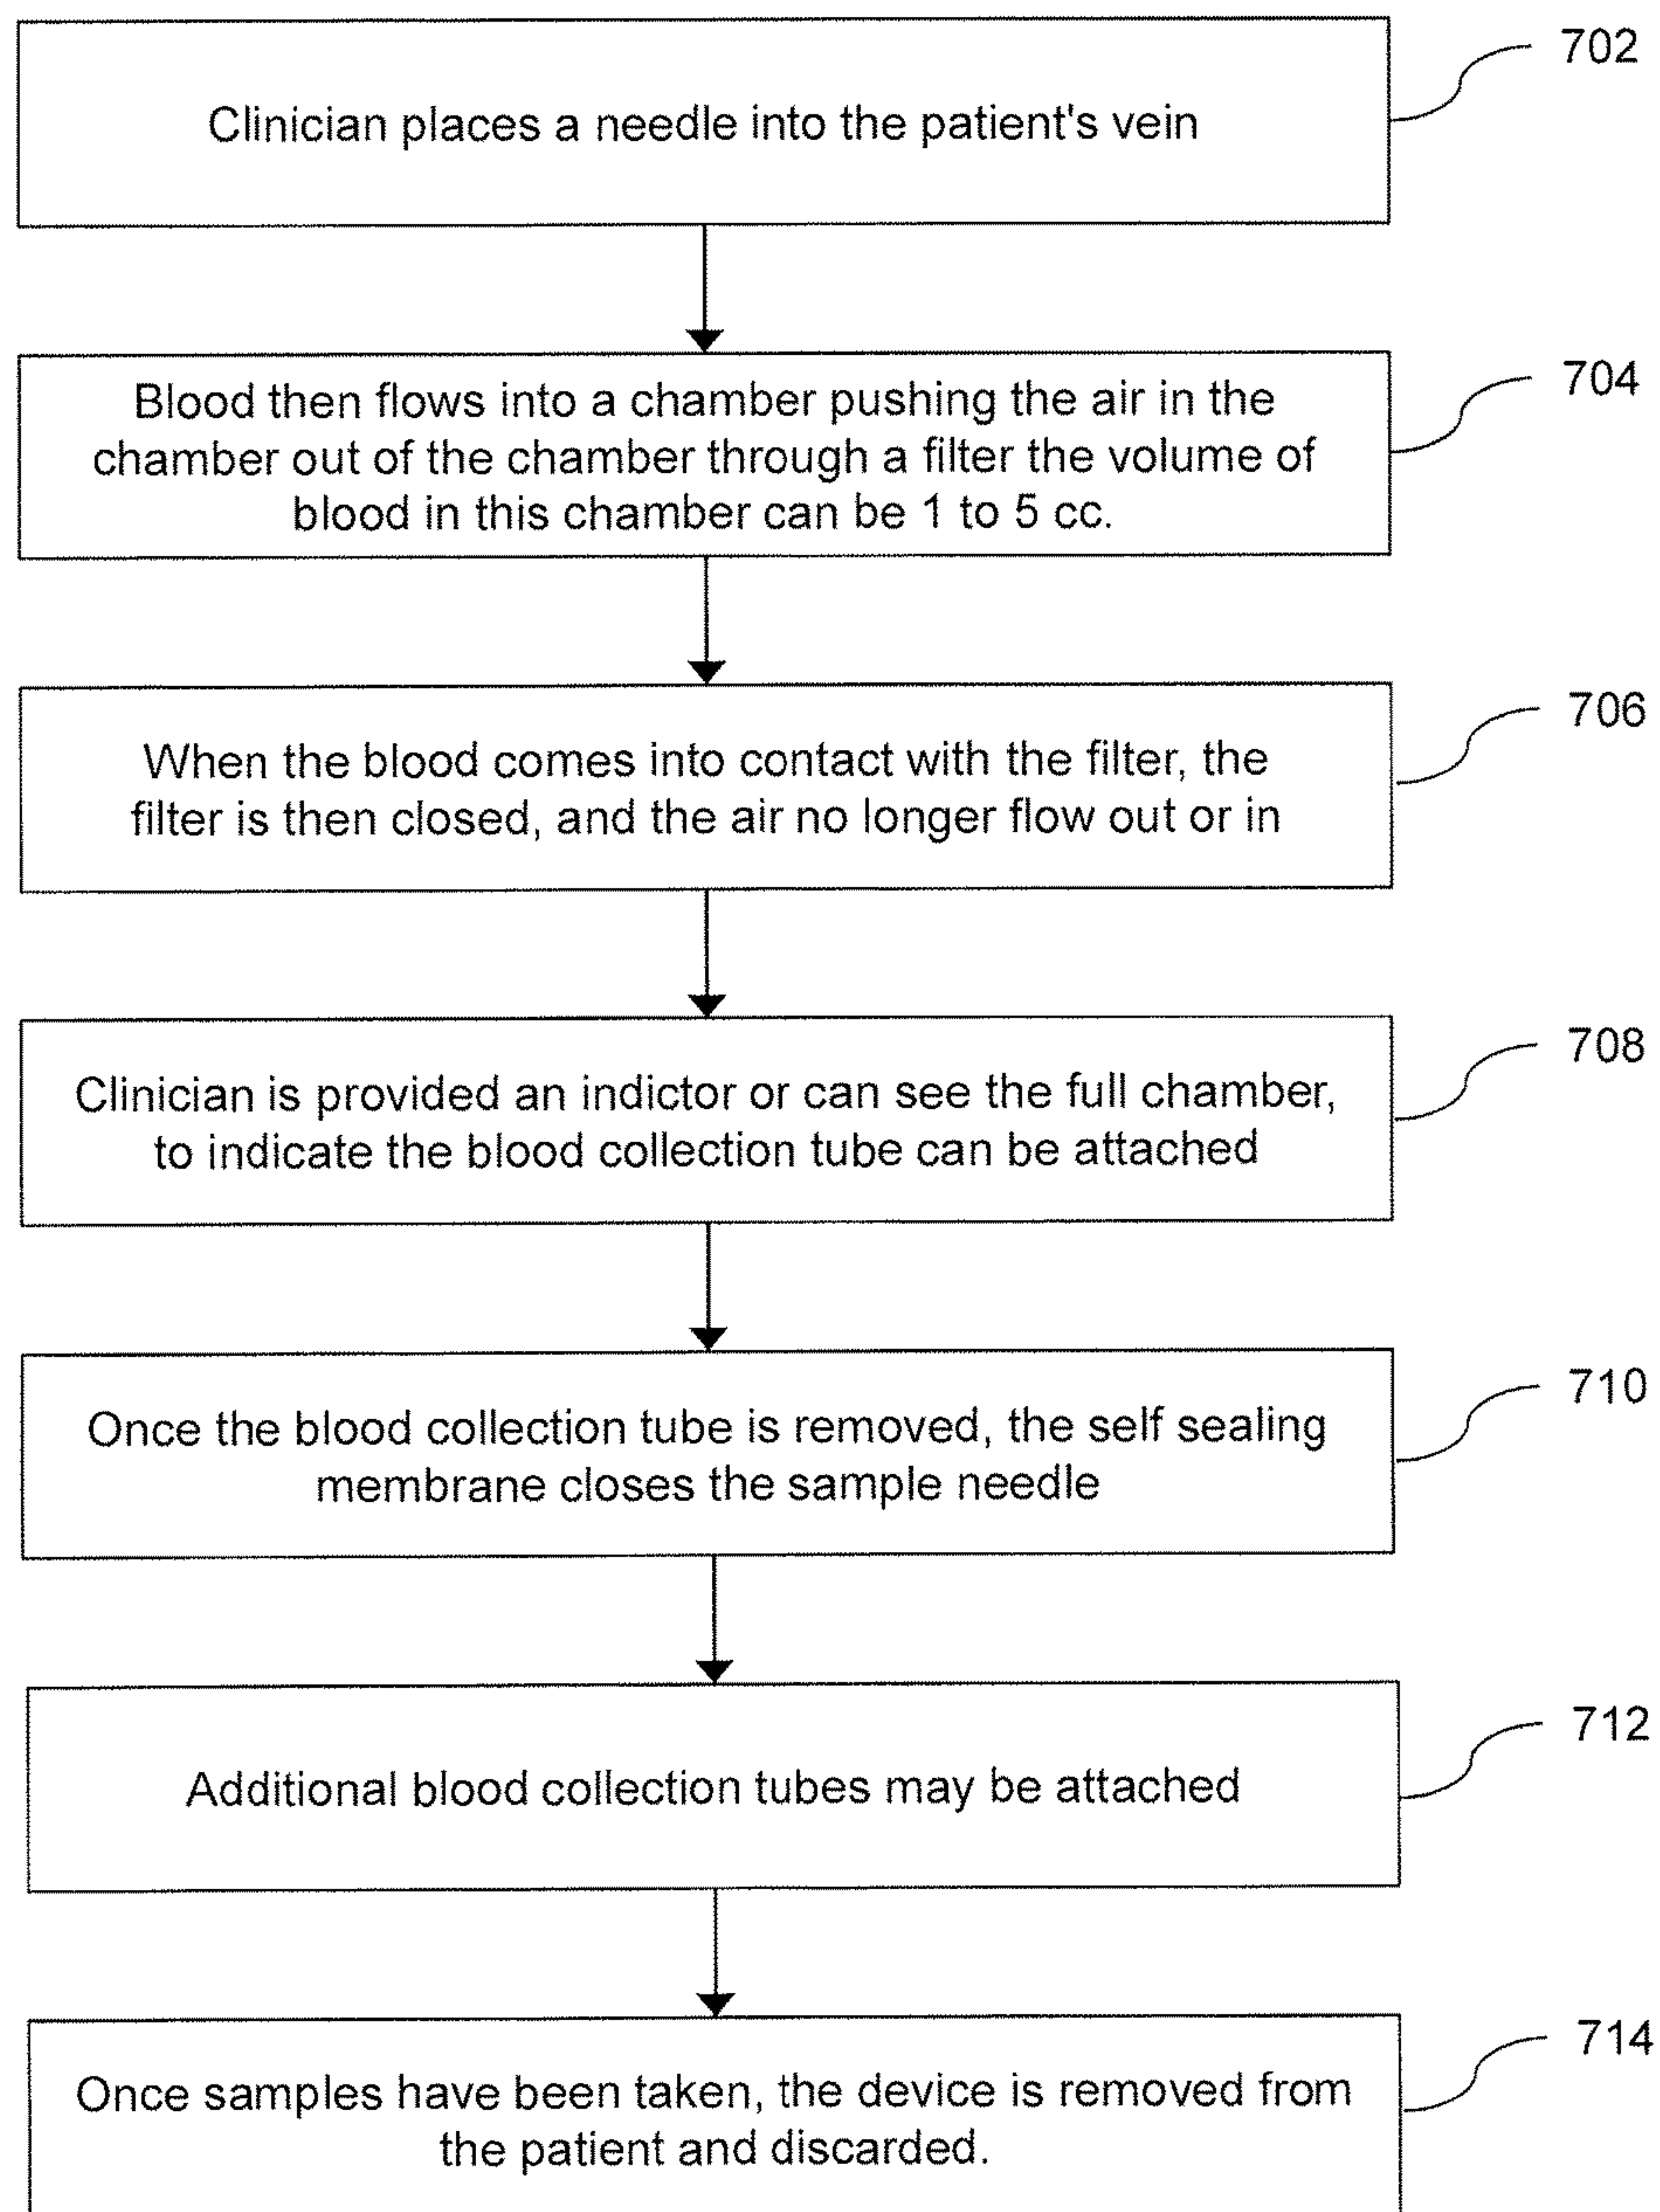 702
Clinician places a needle into the patient's vein
704
Blood then flows into a chamber pushing the air in the
chamber out of the chamber through a filter the volume of
blood in this chamber can be 1 to 5 cc.
706
When the blood comes into contact with the filter, the
filter is then closed, and the air no longer flow out or in
708
Clinician is provided an indictor or can see the full chamber,
to indicate the blood collection tube can be attached
710
Once the blood collection tube is removed, the self sealing
membrane closes the sample needle
712
Additional blood collection tubes may be attached
714
Once samples have been taken, the device is removed from
the patient and discarded.